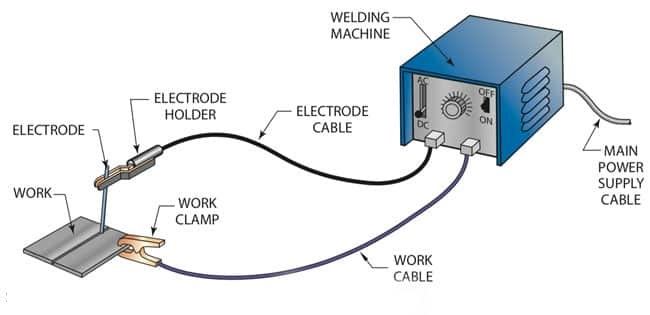 WELDING
MACHINE
AC
OFF
DC
ON
ELECTRODE
HOLDER
ELECTRODE
CABLE
ELECTRODE
MAIN
POWER
SUPPLY
CABLE
WORK
WORK
CLAMP
WORK
CABLE